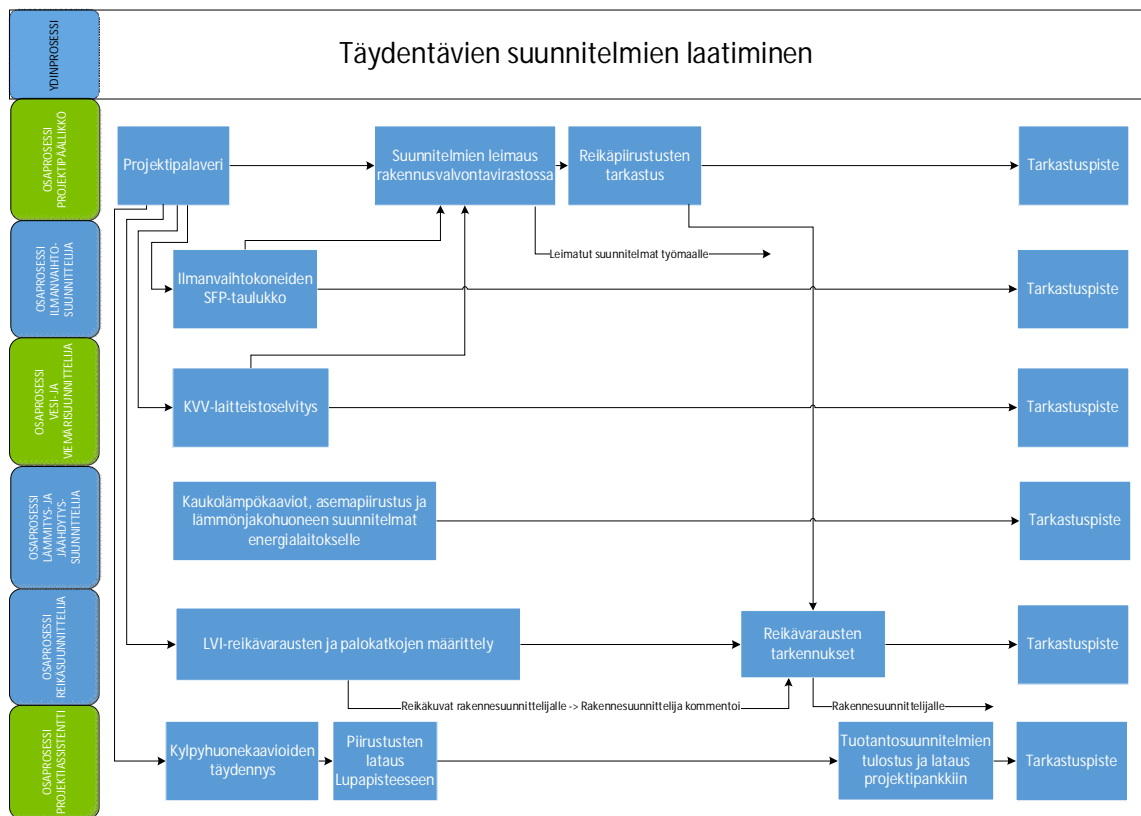 YDINPROSESSI
Täydentävien suunnitelmien laatiminen
OSAPROSESSI
PROJEKTIPÄÄLLIKKÖ
Projektipalaveri
Suunnitelmien leimaus
rakennusvalvontavirastossa
Reikäpiirustusten
tarkastus
Tarkastuspiste
Leimatut suunnitelmat työmaalle
OSAPROSESSI
ILMANVAIHTO-
SUUNNITTELIJA
Ilmanvaihtokoneiden
SFP-taulukko
Tarkastuspiste
OSAPROSESSI
VESI-JA
VIEMÄRISUUNNITTELIJA
KVV-laitteistoselvitys
Tarkastuspiste
OSAPROSESSI
LÄMMITYS- JA
JÄÄHDYTYS-
SUUNNITTELIJA
Kaukolämpökaaviot, asemapiirustus ja
lämmönjakohuoneen suunnitelmat
energialaitokselle
Tarkastuspiste
OSAPROSESSI
REIKÄSUUNNITTELIJA
LVI-reikävarausten ja palokatkojen määrittely
Reikävarausten
tarkennukset
Tarkastuspiste
Reikäkuvat rakennesuunnittelijalle -> Rakennesuunnittelija kommentoi
Rakennesuunnittelijalle
OSAPROSESSI
PROJEKTIASSISTENTTI
Kylpyhuonekaavioiden
täydennys
Piirustusten
lataus
Lupapisteeseen
Tuotantosuunnitelmien
tulostus ja lataus
projektipankkiin
Tarkastuspiste